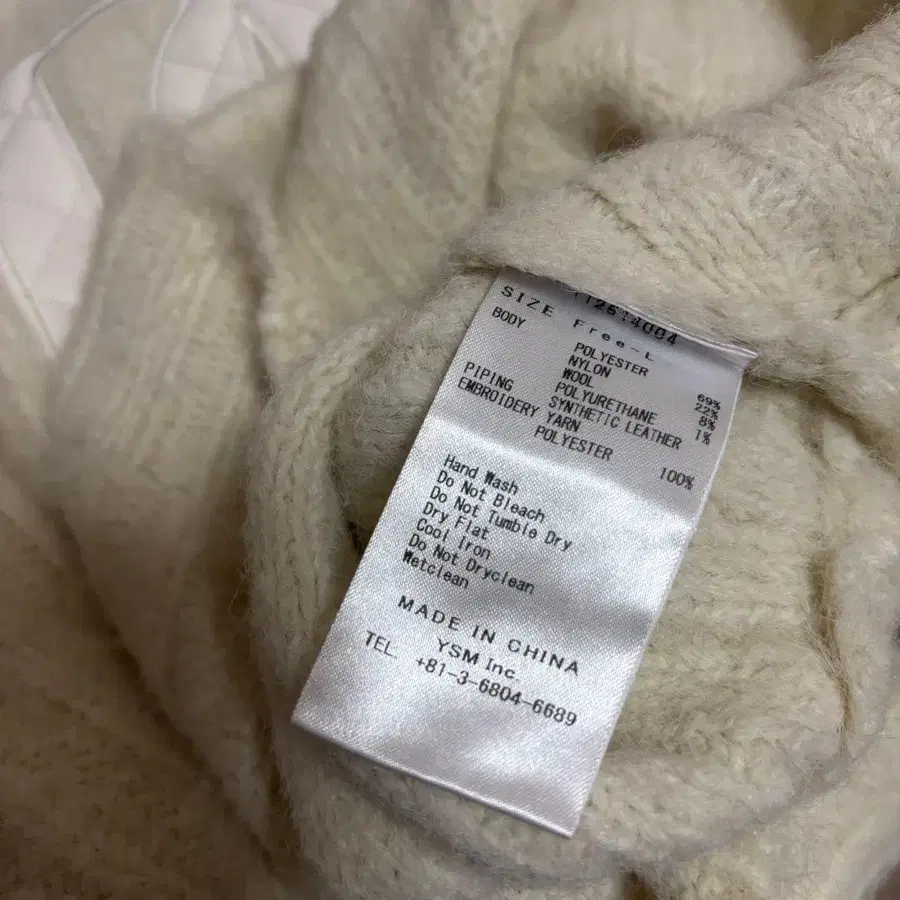 SIZE Free-L
BODY
POLYESTER 69%
NYLON 22%
WOOL 8%
POLYURETHANE 1%
PIPING SYNTHETIC LEATHER
EMBROIDERY YARN
POLYESTER 100%
Hand Wash
Do Not Bleach
Do Not Tumble Dry
Dry Flat
Cool Iron
Do Not Dryclean
Wetclean
MADE IN CHINA
YSM Inc.
TEL. +81-3-6804-6689